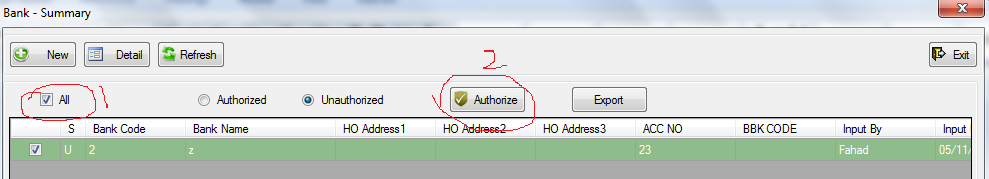 Bank - Summary
New Detail Refresh Exit
2
All 1 Authorized Unauthorized Authorize Export
S Bank Code Bank Name HO Address1 HO Address2 HO Address3 ACC NO BBK CODE Input By Input
U 2 z 23 Fahad 05/11/